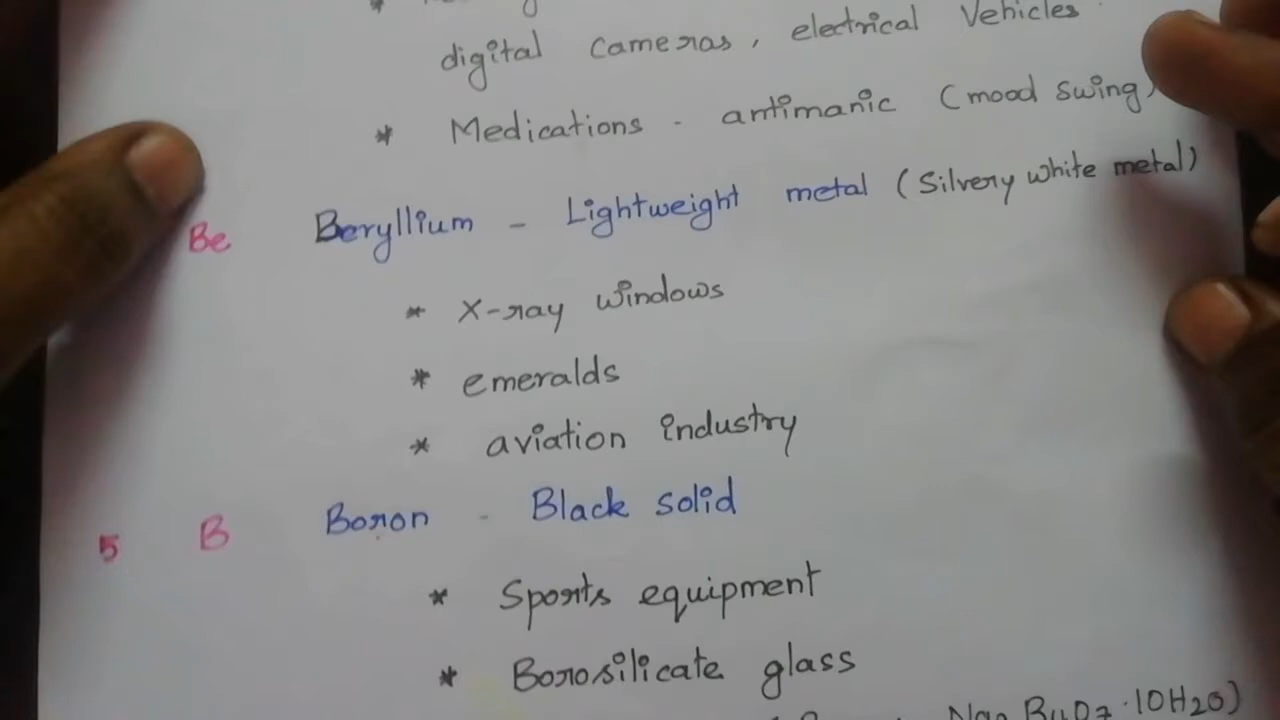 digital cameras, electrical Vehicles
* Medications - antimanic (mood swing)
Be Beryllium - Lightweight metal (Silvery white metal)
* X-ray windows
* emeralds
* aviation industry
5 B Boron - Black solid
* Sports equipment
* Borosilicate glass
Na2B4O7·10H2O)